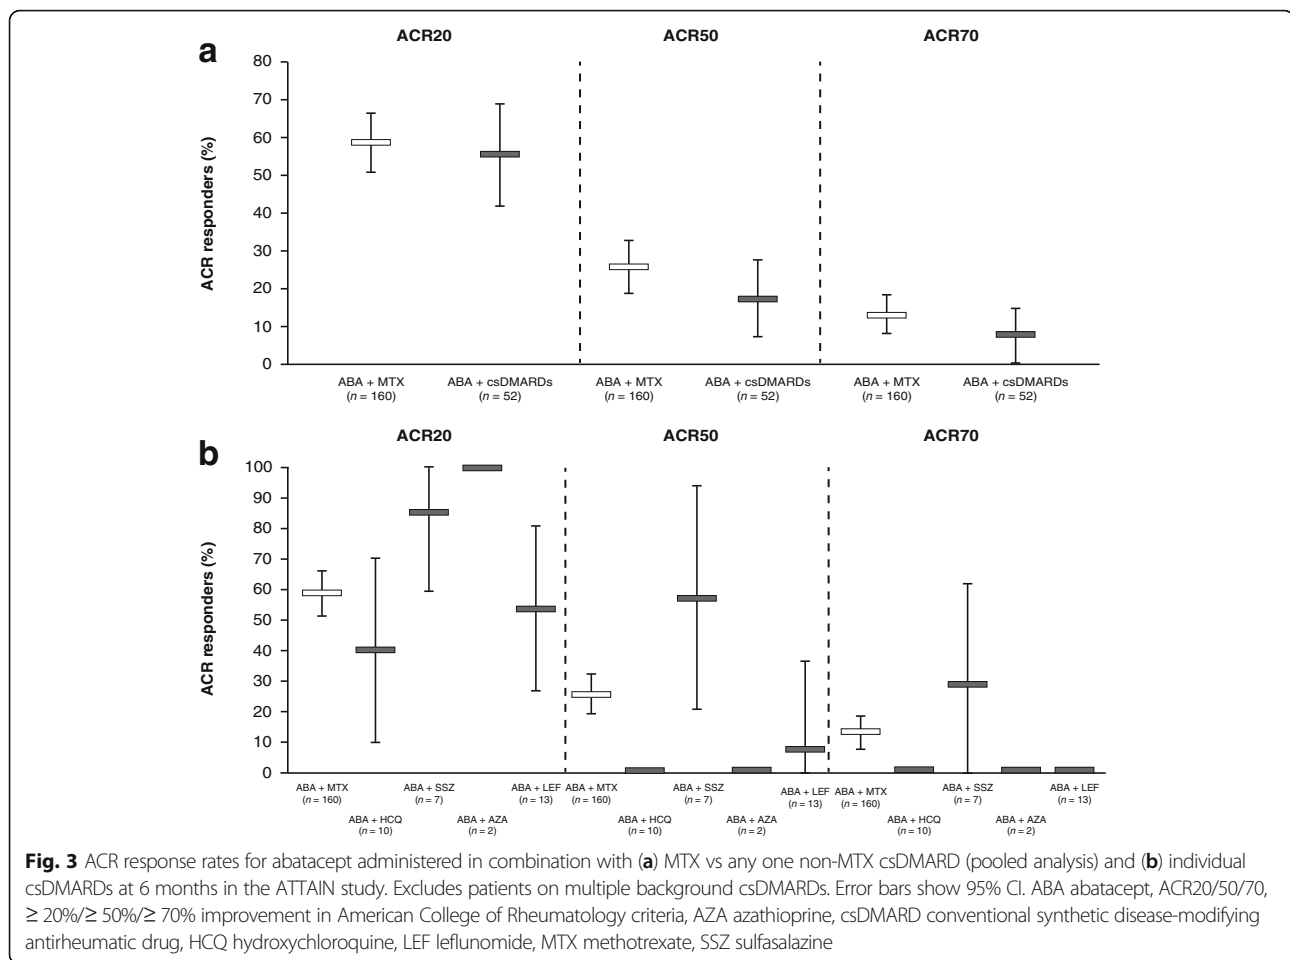 a
ACR20 ACR50 ACR70
ACR responders (%)
80
70
60
50
40
30
20
10
0
ABA + MTX ABA + csDMARDs ABA + MTX ABA + csDMARDs ABA + MTX ABA + csDMARDs
(n = 160) (n = 52) (n = 160) (n = 52) (n = 160) (n = 52)
b
ACR20 ACR50 ACR70
ACR responders (%)
100
90
80
70
60
50
40
30
20
10
0
ABA + MTX ABA + SSZ ABA + LEF ABA + MTX ABA + SSZ ABA + LEF ABA + MTX ABA + SSZ ABA + LEF
(n = 160) (n = 7) (n = 13) (n = 160) (n = 7) (n = 13) (n = 160) (n = 7) (n = 13)
ABA + HCQ ABA + AZA ABA + HCQ ABA + AZA ABA + HCQ ABA + AZA
(n = 10) (n = 2) (n = 10) (n = 2) (n = 10) (n = 2)
Fig. 3 ACR response rates for abatacept administered in combination with (a) MTX vs any one non-MTX csDMARD (pooled analysis) and (b) individual
csDMARDs at 6 months in the ATTAIN study. Excludes patients on multiple background csDMARDs. Error bars show 95% CI. ABA abatacept, ACR20/50/70,
≥ 20%/≥ 50%/≥ 70% improvement in American College of Rheumatology criteria, AZA azathioprine, csDMARD conventional synthetic disease-modifying
antirheumatic drug, HCQ hydroxychloroquine, LEF leflunomide, MTX methotrexate, SSZ sulfasalazine